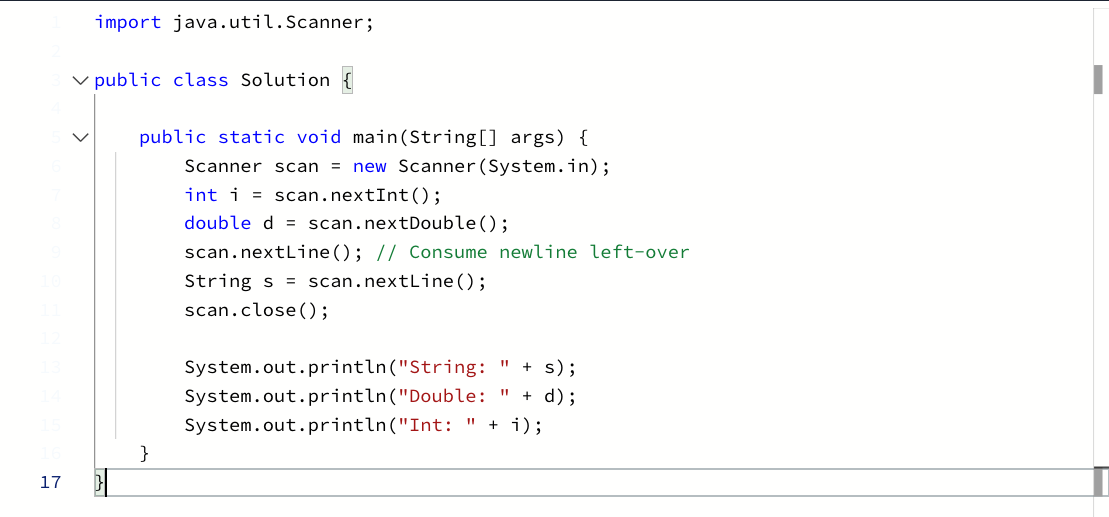 1 import java.util.Scanner;
2
3 public class Solution {
4
5     public static void main(String[] args) {
6         Scanner scan = new Scanner(System.in);
7         int i = scan.nextInt();
8         double d = scan.nextDouble();
9         scan.nextLine(); // Consume newline left-over
10         String s = scan.nextLine();
11         scan.close();
12
13         System.out.println("String: " + s);
14         System.out.println("Double: " + d);
15         System.out.println("Int: " + i);
16     }
17 }